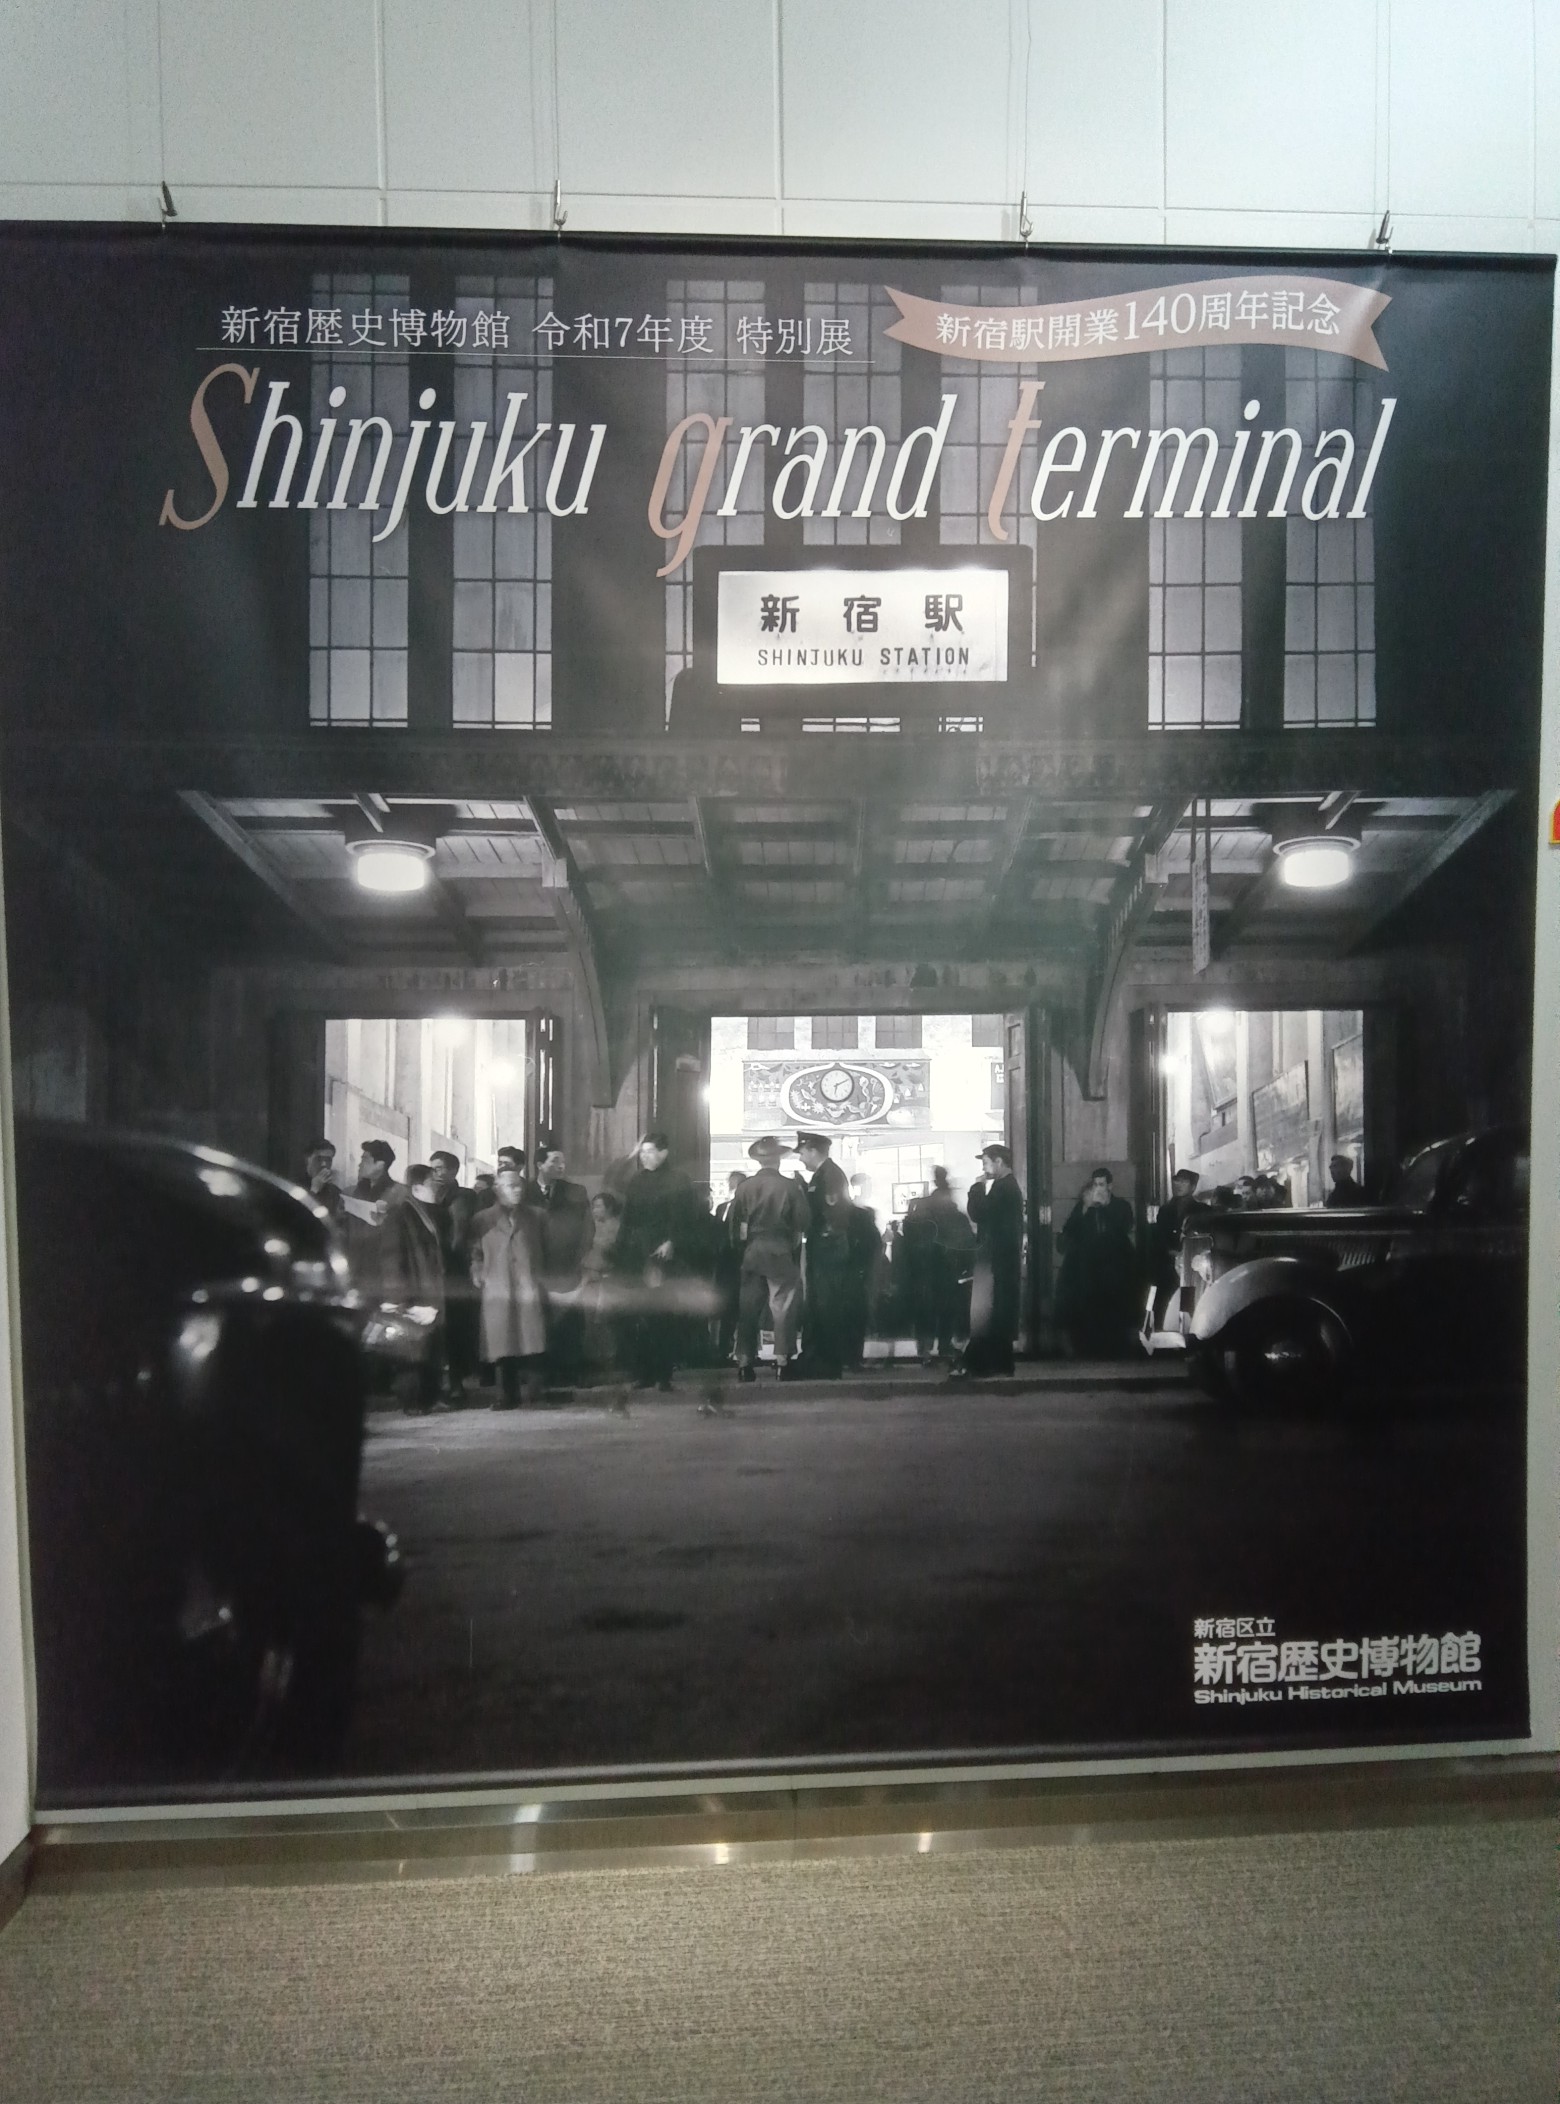 新宿歴史博物館 令和7年度 特別展
新宿駅開業140周年記念
Shinjuku grand terminal
新宿駅
SHINJUKU STATION
新宿区立
新宿歴史博物館
Shinjuku Historical Museum